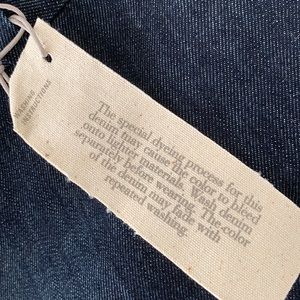 WASHING
INSTRUCTIONS
The special dyeing process for this
denim may cause the color to bleed
onto lighter materials. Wash denim
separately before wearing. The color
of the denim may fade with
repeated washing.